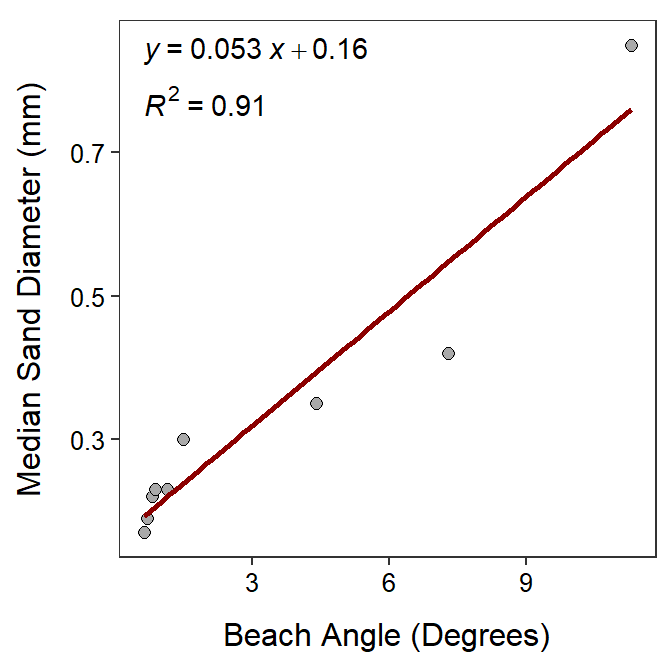 y = 0.053 x + 0.16
R² = 0.91
Median Sand Diameter (mm)
0.7
0.5
0.3
3 6 9
Beach Angle (Degrees)